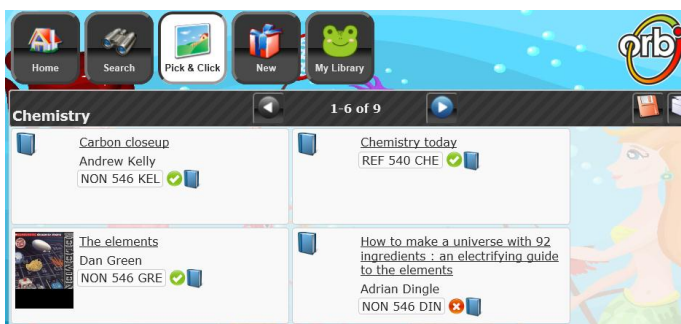 Home
Search
Pick & Click
New
My Library
orbi
Chemistry
1-6 of 9
Carbon closeup
Andrew Kelly
NON 546 KEL
Chemistry today
REF 540 CHE
The elements
Dan Green
NON 546 GRE
How to make a universe with 92
ingredients : an electrifying guide
to the elements
Adrian Dingle
NON 546 DIN